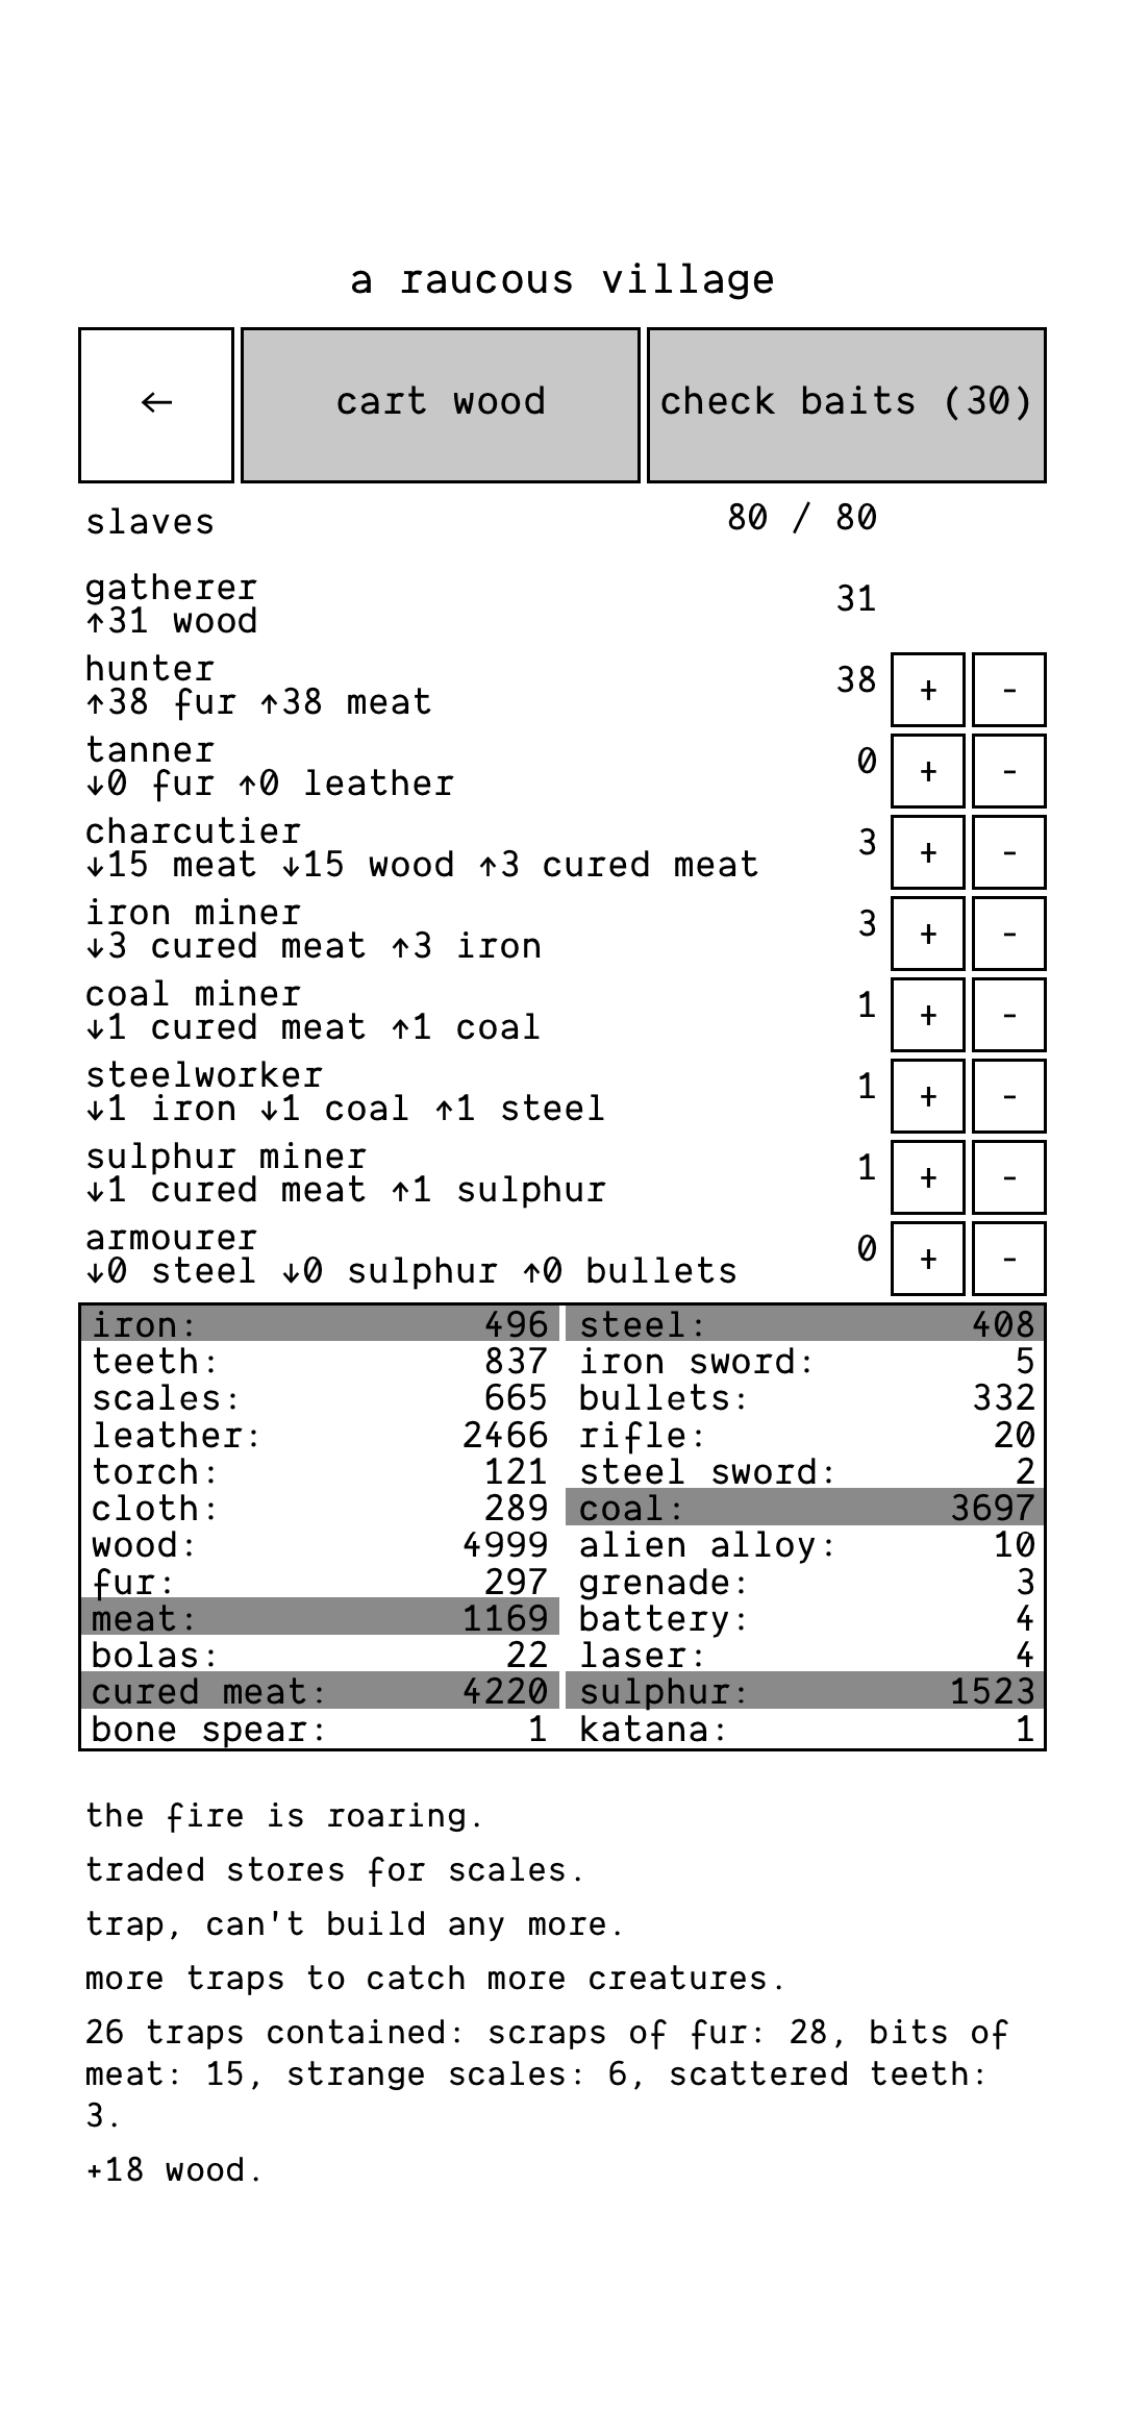 a raucous village
← cart wood check baits (30)
slaves 80 / 80
gatherer 31
↑31 wood
hunter 38 + -
↑38 fur ↑38 meat
tanner 0 + -
↓0 fur ↑0 leather
charcutier 3 + -
↓15 meat ↓15 wood ↑3 cured meat
iron miner 3 + -
↓3 cured meat ↑3 iron
coal miner 1 + -
↓1 cured meat ↑1 coal
steelworker 1 + -
↓1 iron ↓1 coal ↑1 steel
sulphur miner 1 + -
↓1 cured meat ↑1 sulphur
armourer 0 + -
↓0 steel ↓0 sulphur ↑0 bullets
iron: 496 steel: 408
teeth: 837 iron sword: 5
scales: 665 bullets: 332
leather: 2466 rifle: 20
torch: 121 steel sword: 2
cloth: 289 coal: 3697
wood: 4999 alien alloy: 10
fur: 297 grenade: 3
meat: 1169 battery: 4
bolas: 22 laser: 4
cured meat: 4220 sulphur: 1523
bone spear: 1 katana: 1
the fire is roaring.
traded stores for scales.
trap, can't build any more.
more traps to catch more creatures.
26 traps contained: scraps of fur: 28, bits of
meat: 15, strange scales: 6, scattered teeth:
3.
+18 wood.